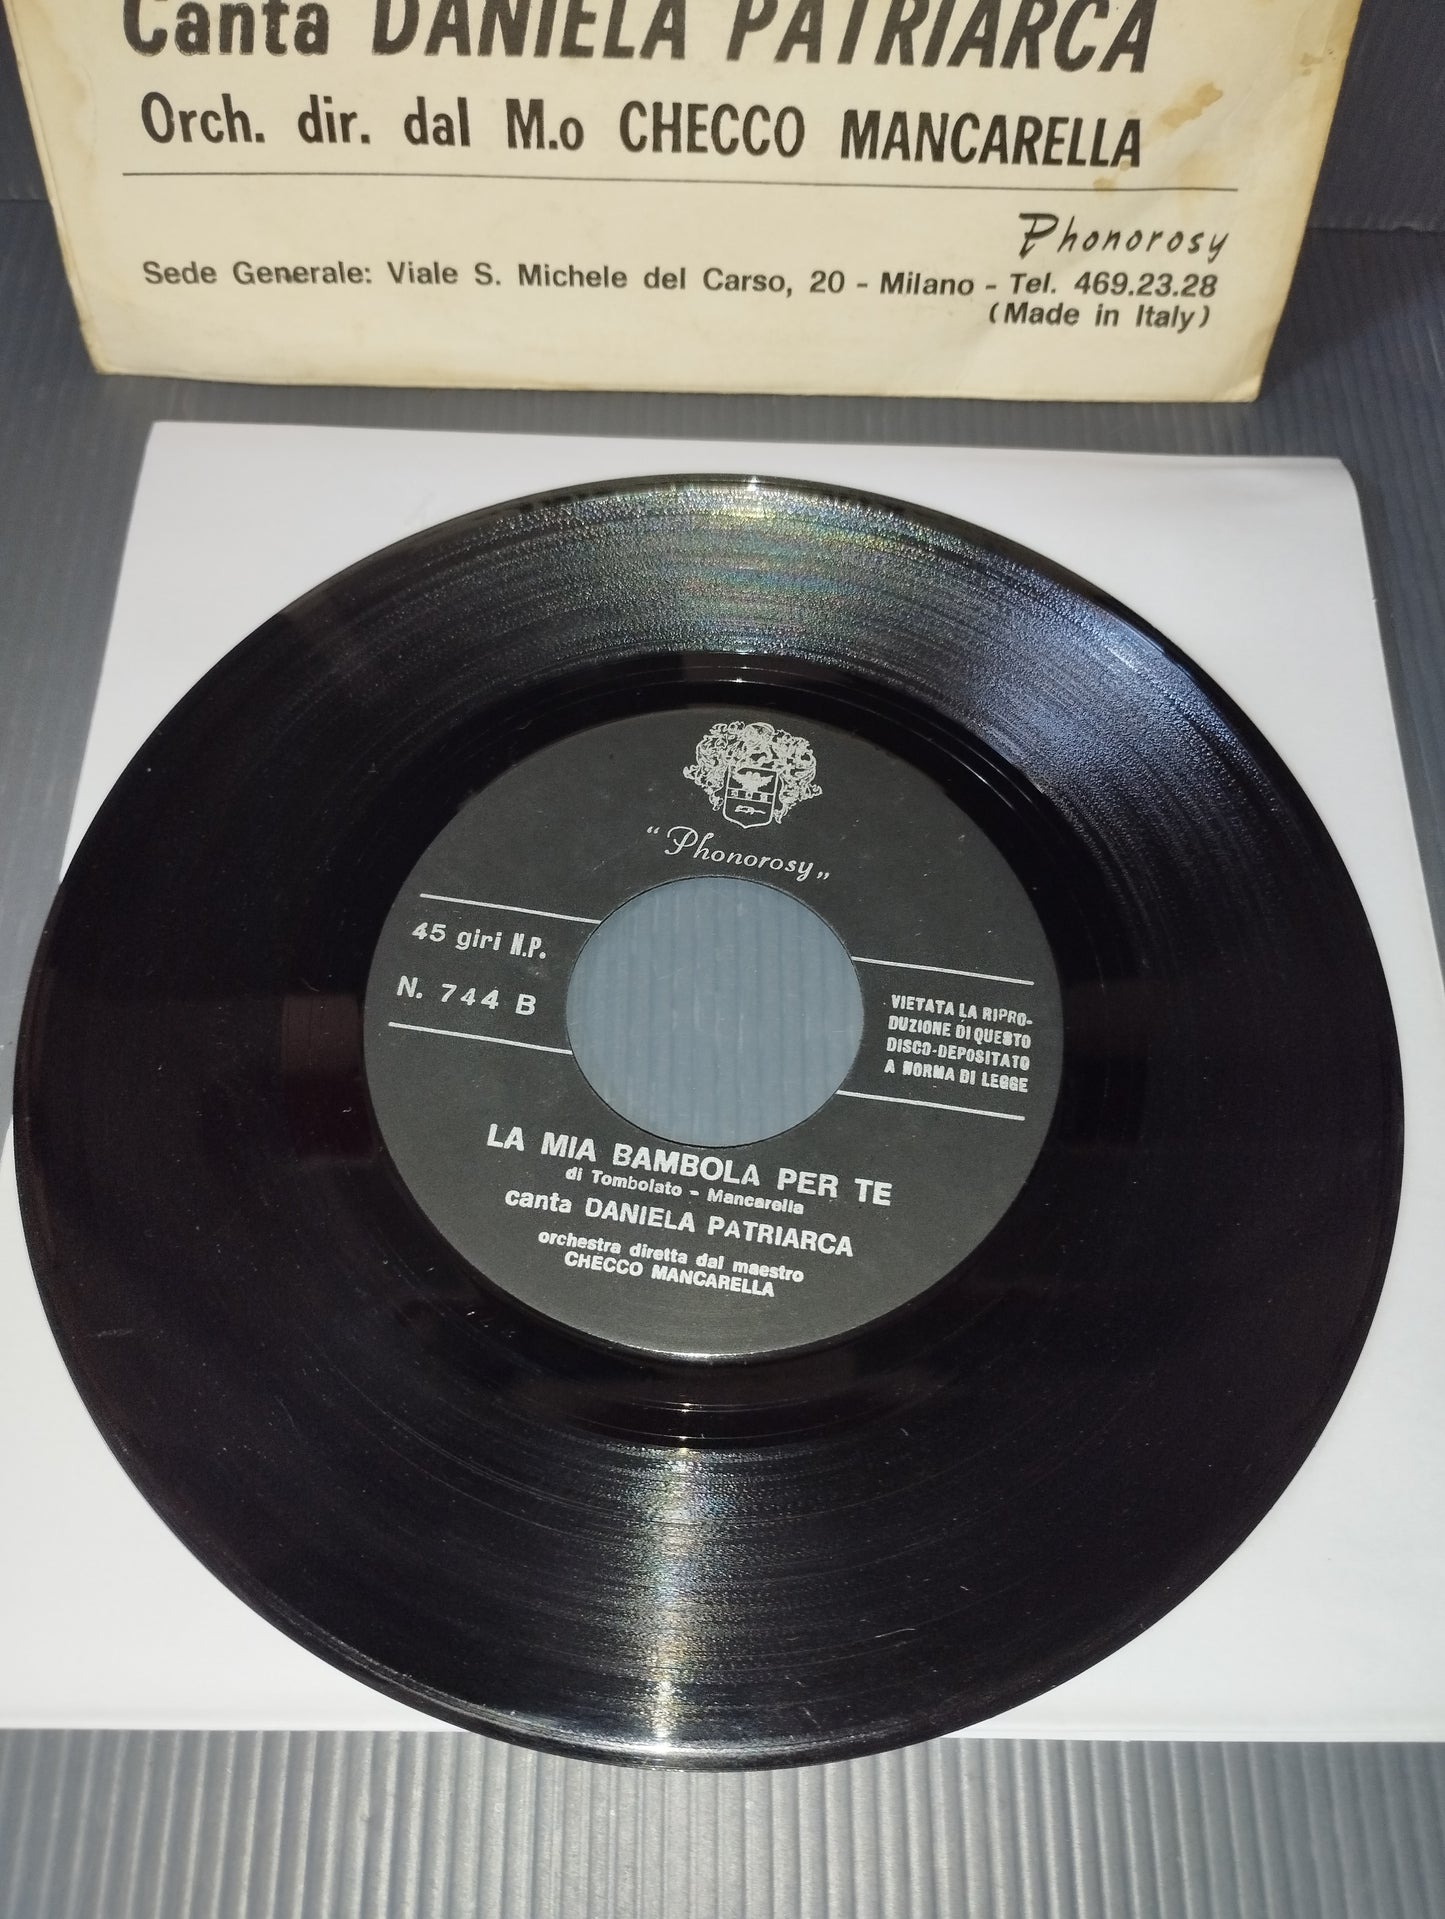 Canta DANIELA PATRIARCA
Orch. dir. dal M.o CHECCO MANCARELLA
Phonorosy
Sede Generale: Viale S. Michele del Carso, 20 - Milano - Tel. 469.23.28
(Made in Italy)
“Phonorosy„
45 giri N.P.
N. 744 B
VIETATA LA RIPRO-
DUZIONE DI QUESTO
DISCO-DEPOSITATO
A NORMA DI LEGGE
LA MIA BAMBOLA PER TE
di Tombolato - Mancarella
canta DANIELA PATRIARCA
orchestra diretta dal maestro
CHECCO MANCARELLA